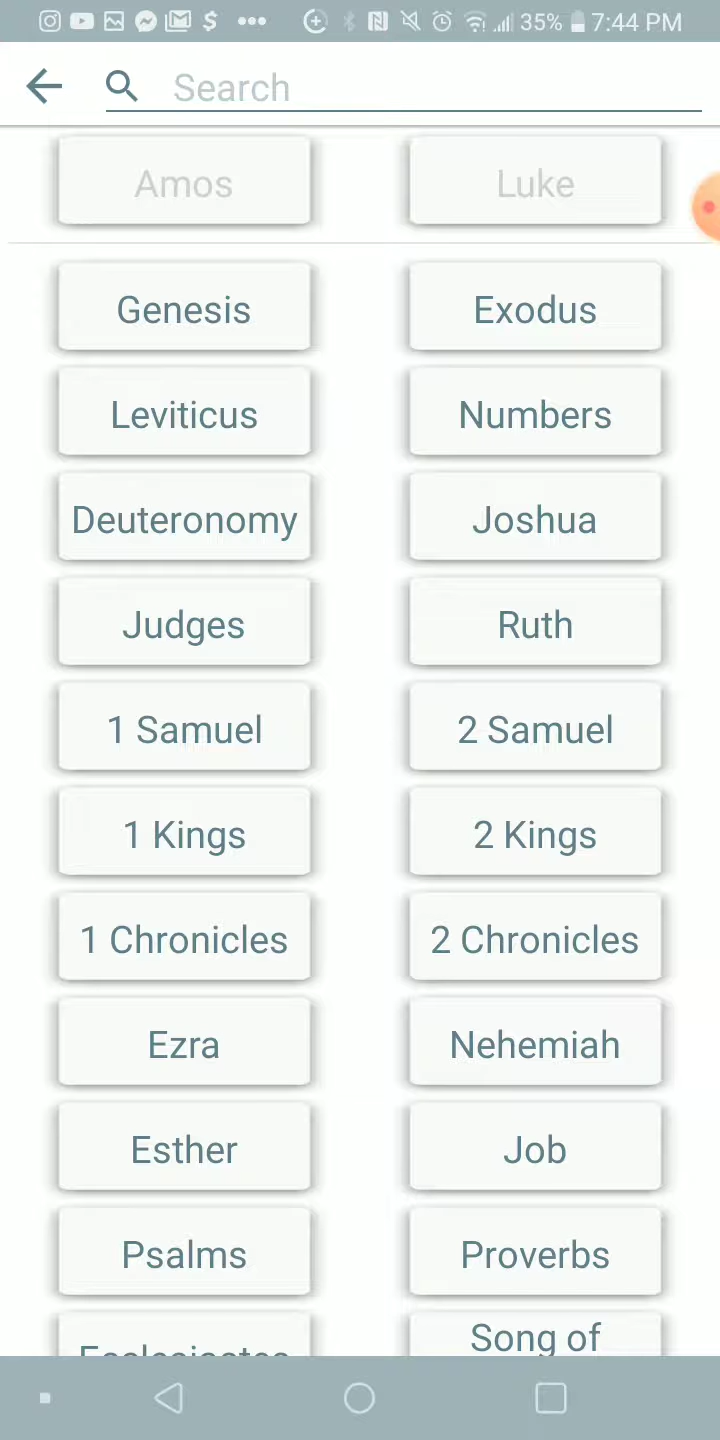 35% 7:44 PM
Search
Amos Luke
Genesis Exodus
Leviticus Numbers
Deuteronomy Joshua
Judges Ruth
1 Samuel 2 Samuel
1 Kings 2 Kings
1 Chronicles 2 Chronicles
Ezra Nehemiah
Esther Job
Psalms Proverbs
Ecclesiastes Song of